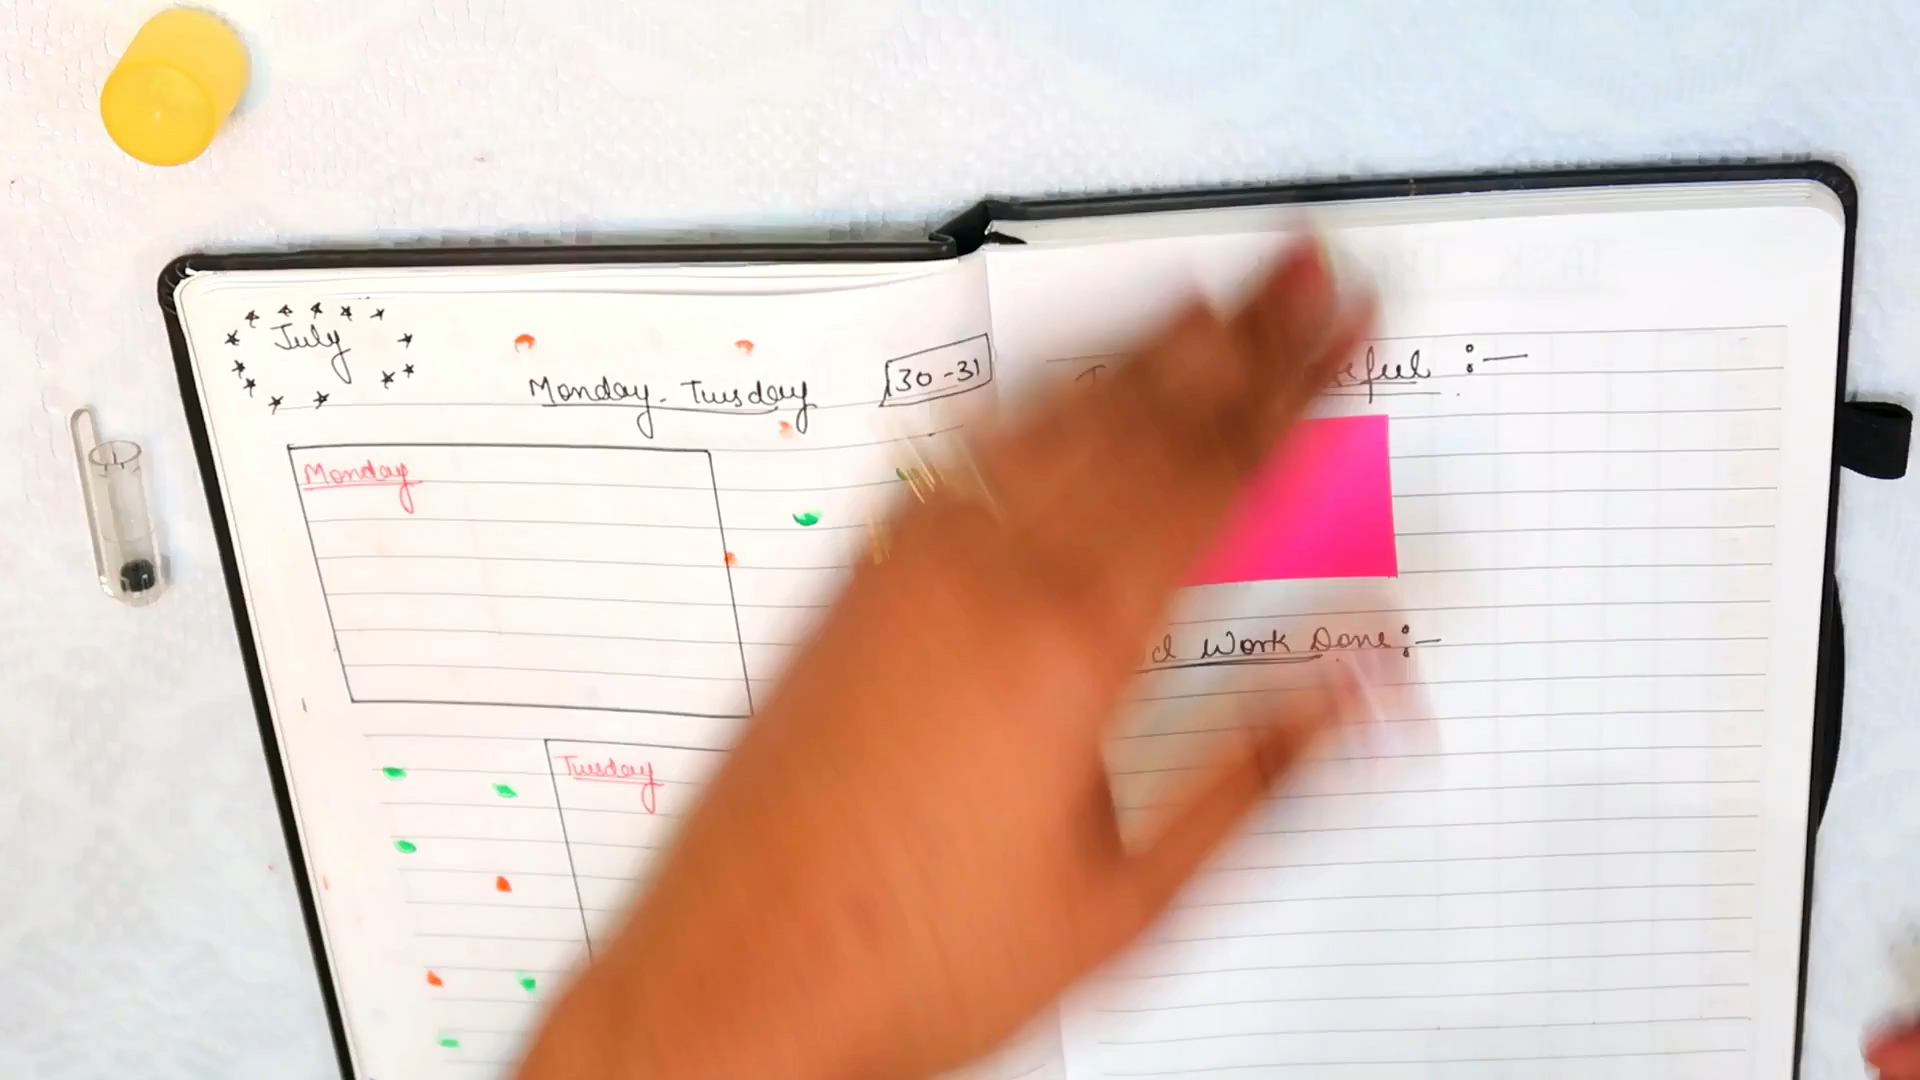 July
Monday - Tuesday
30-31
Monday
Tuesday
:-
Work Done:-